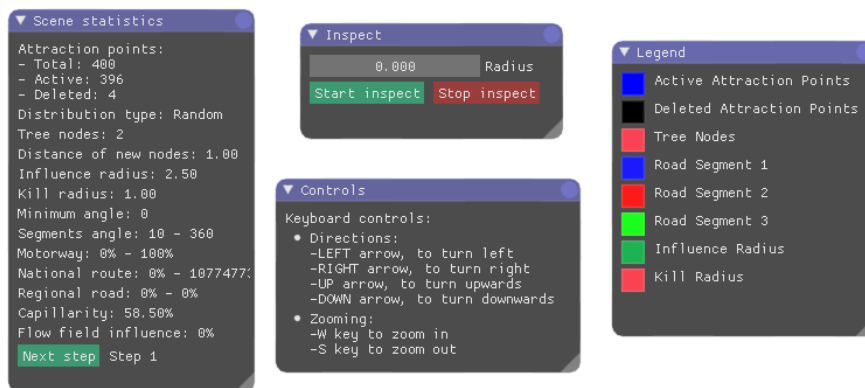 Scene statistics
Attraction points:
- Total: 400
- Active: 396
- Deleted: 4
Distribution type: Random
Tree nodes: 2
Distance of new nodes: 1.00
Influence radius: 2.50
Kill radius: 1.00
Minimum angle: 0
Segments angle: 10 - 360
Motorway: 0% - 100%
National route: 0% - 10774773
Regional road: 0% - 0%
Capillarity: 58.50%
Flow field influence: 0%
Next step Step 1
Inspect
0.000 Radius
Start inspect Stop inspect
Controls
Keyboard controls:
• Directions:
-LEFT arrow, to turn left
-RIGHT arrow, to turn right
-UP arrow, to turn upwards
-DOWN arrow, to turn downwards
• Zooming:
-W key to zoom in
-S key to zoom out
Legend
Active Attraction Points
Deleted Attraction Points
Tree Nodes
Road Segment 1
Road Segment 2
Road Segment 3
Influence Radius
Kill Radius